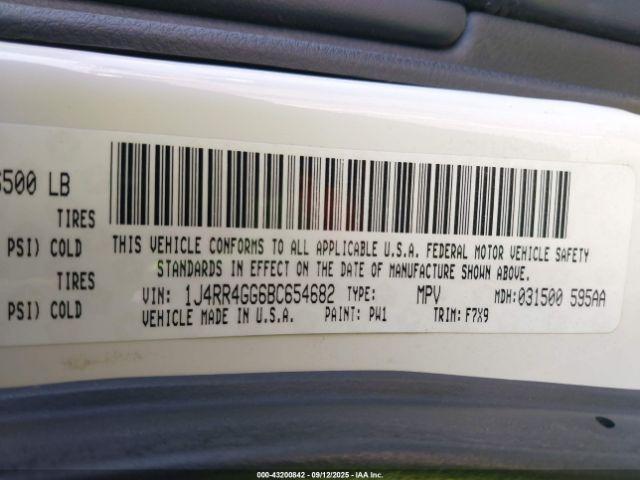 500 LB
TIRES
PSI) COLD
TIRES
PSI) COLD
THIS VEHICLE CONFORMS TO ALL APPLICABLE U.S.A. FEDERAL MOTOR VEHICLE SAFETY
STANDARDS IN EFFECT ON THE DATE OF MANUFACTURE SHOWN ABOVE.
VIN: 1J4RR4GG6BC654682 TYPE: MPV MDH: 031500 595AA
VEHICLE MADE IN U.S.A. PAINT: PW1 TRIM: F7X9
000-43200842 - 09/12/2025 - IAA Inc.